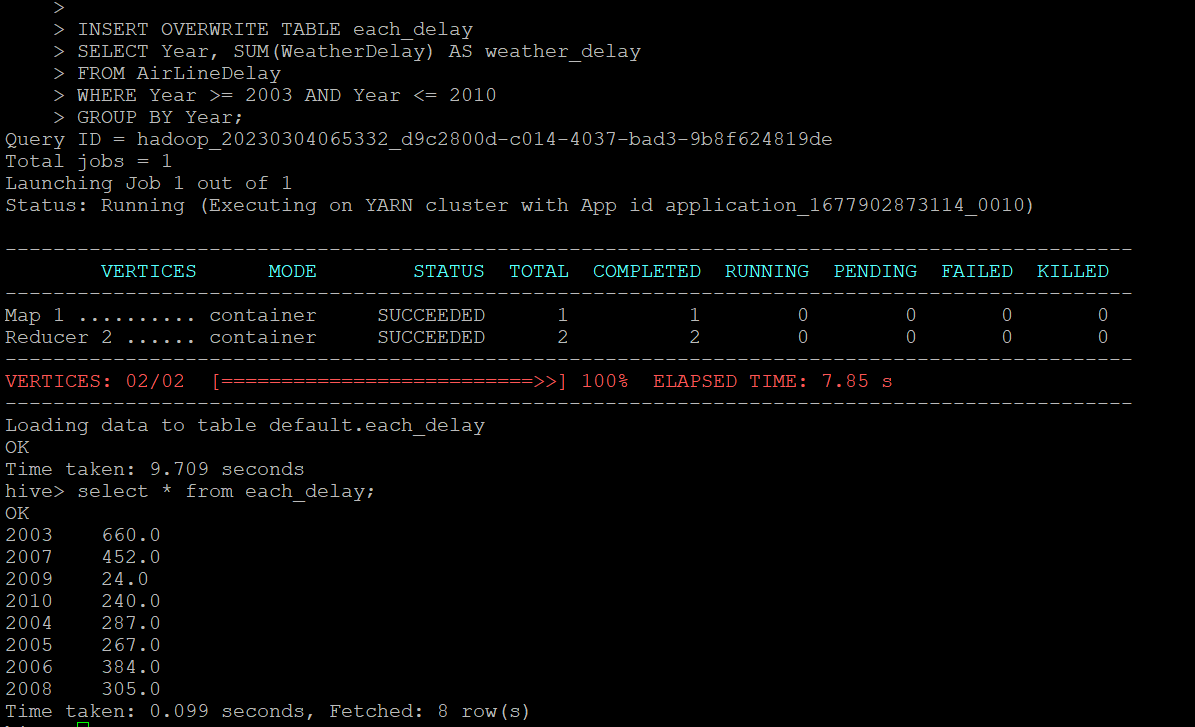 >
> INSERT OVERWRITE TABLE each_delay
> SELECT Year, SUM(WeatherDelay) AS weather_delay
> FROM AirLineDelay
> WHERE Year >= 2003 AND Year <= 2010
> GROUP BY Year;
Query ID = hadoop_20230304065332_d9c2800d-c014-4037-bad3-9b8f624819de
Total jobs = 1
Launching Job 1 out of 1
Status: Running (Executing on YARN cluster with App id application_1677902873114_0010)
----------------------------------------------------------------------------------------------
VERTICES MODE STATUS TOTAL COMPLETED RUNNING PENDING FAILED KILLED
----------------------------------------------------------------------------------------------
Map 1 .......... container SUCCEEDED 1 1 0 0 0 0
Reducer 2 ...... container SUCCEEDED 2 2 0 0 0 0
----------------------------------------------------------------------------------------------
VERTICES: 02/02 [==========================>>] 100% ELAPSED TIME: 7.85 s
----------------------------------------------------------------------------------------------
Loading data to table default.each_delay
OK
Time taken: 9.709 seconds
hive> select * from each_delay;
OK
2003 660.0
2007 452.0
2009 24.0
2010 240.0
2004 287.0
2005 267.0
2006 384.0
2008 305.0
Time taken: 0.099 seconds, Fetched: 8 row(s)